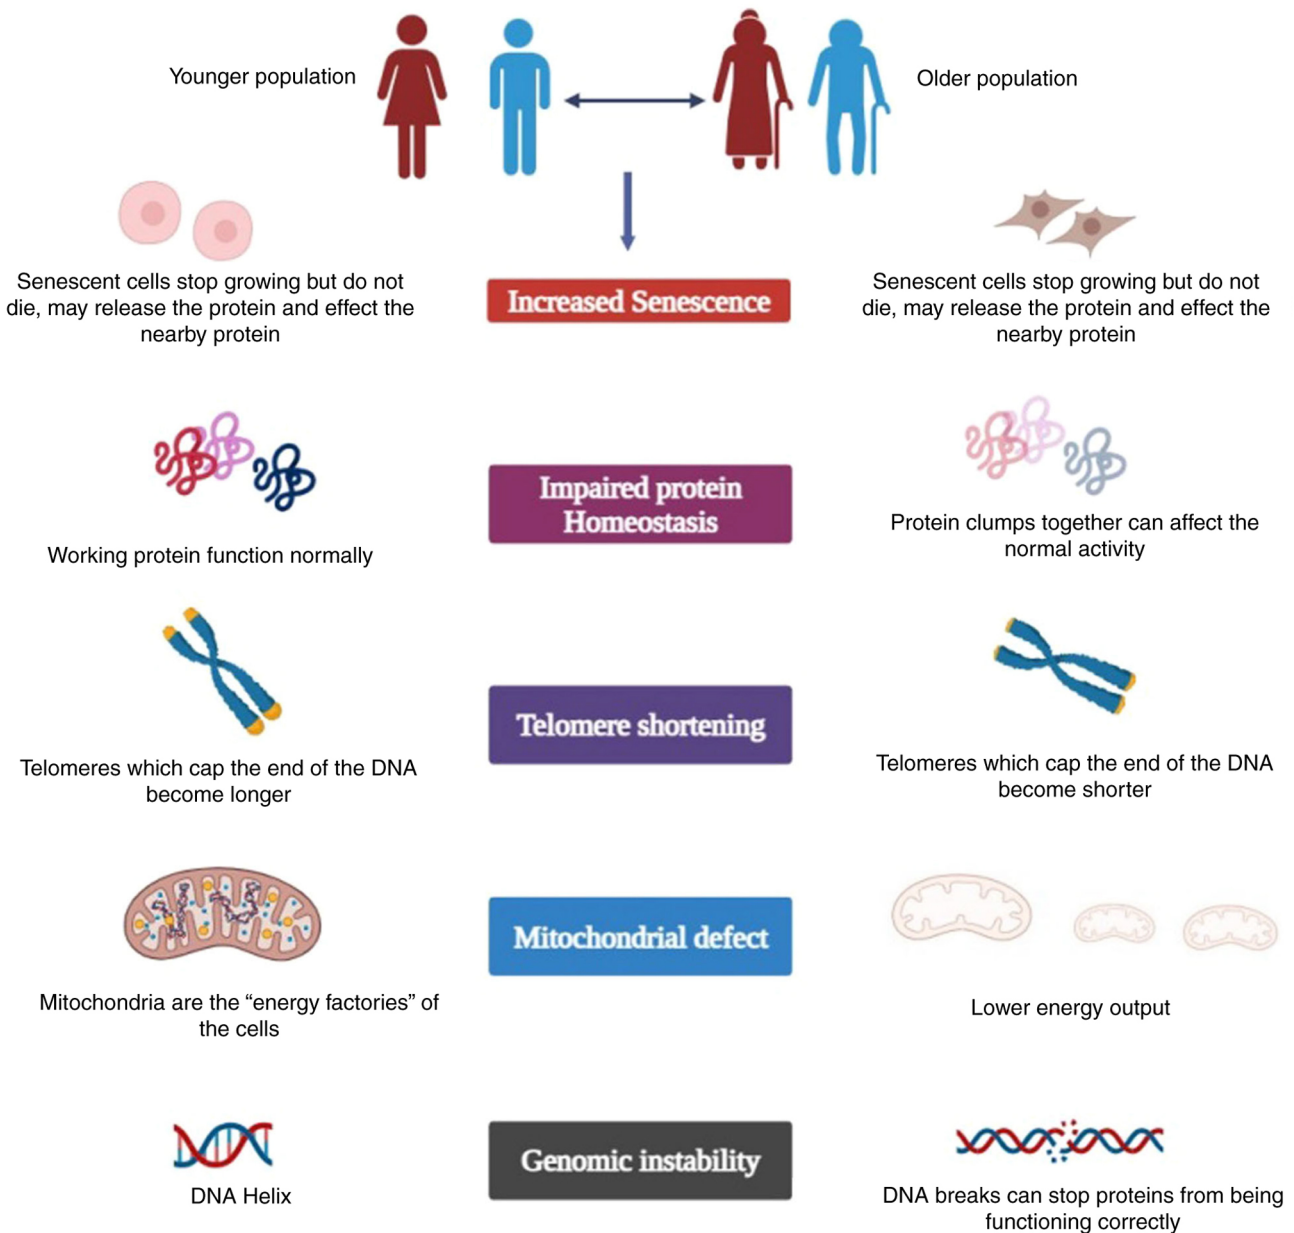 Younger population
Older population
Senescent cells stop growing but do not
die, may release the protein and effect the
nearby protein
Increased Senescence
Senescent cells stop growing but do not
die, may release the protein and effect the
nearby protein
Working protein function normally
Impaired protein
Homeostasis
Protein clumps together can affect the
normal activity
Telomeres which cap the end of the DNA
become longer
Telomere shortening
Telomeres which cap the end of the DNA
become shorter
Mitochondria are the “energy factories” of
the cells
Mitochondrial defect
Lower energy output
DNA Helix
Genomic instability
DNA breaks can stop proteins from being
functioning correctly